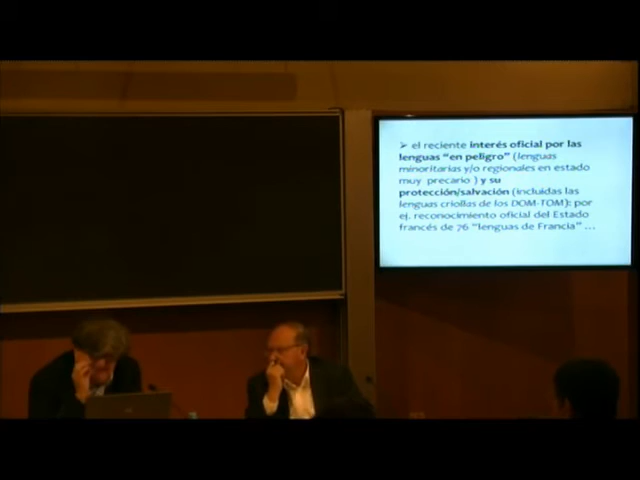 ➢ el reciente interés oficial por las
lenguas "en peligro" (lenguas
minoritarias y/o regionales en estado
muy precario ) y su
protección/salvación (incluidas las
lenguas criollas de los DOM-TOM): por
ej. reconocimiento oficial del Estado
francés de 76 "lenguas de Francia" ...